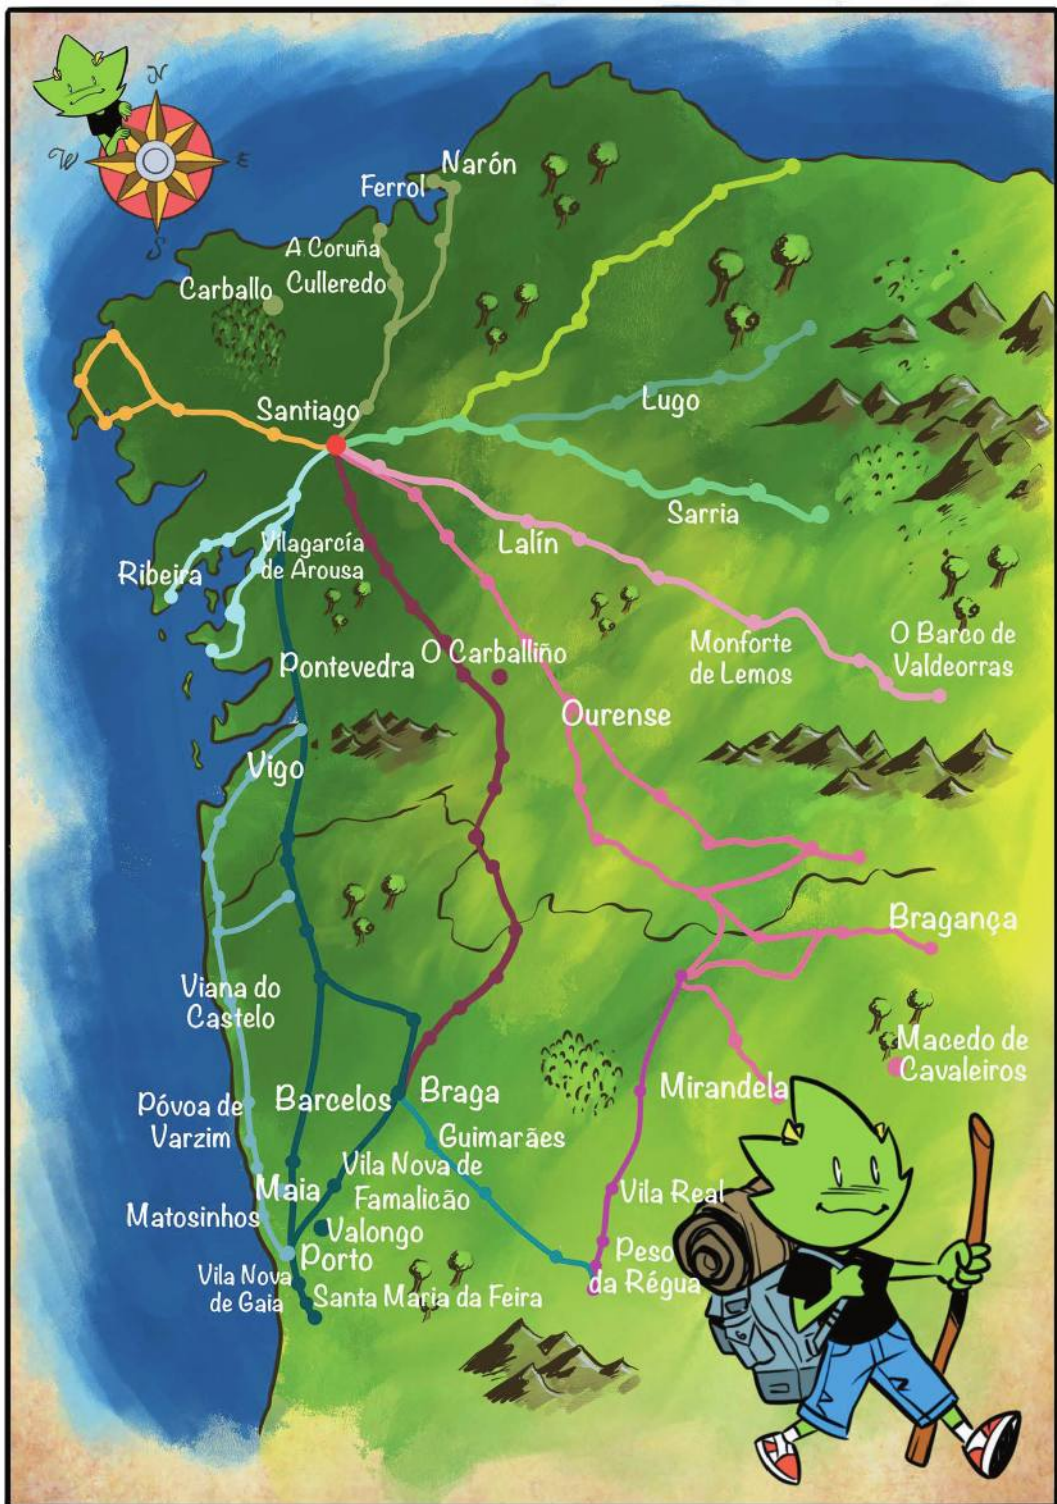 N
W
E
S
Narón
Ferrol
A Coruña
Culleredo
Carballo
Santiago
Lugo
Sarria
Lalín
Vilagarcía
de Arousa
Ribeira
O Carballiño
Pontevedra
Monforte
de Lemos
O Barco de
Valdeorras
Ourense
Vigo
Bragança
Viana do
Castelo
Macedo de
Cavaleiros
Mirandela
Barcelos
Braga
Póvoa de
Varzim
Guimarães
Vila Nova de
Famalicão
Maia
Vila Real
Matosinhos
Valongo
Porto
Peso
da Régua
Vila Nova
de Gaia
Santa Maria da Feira